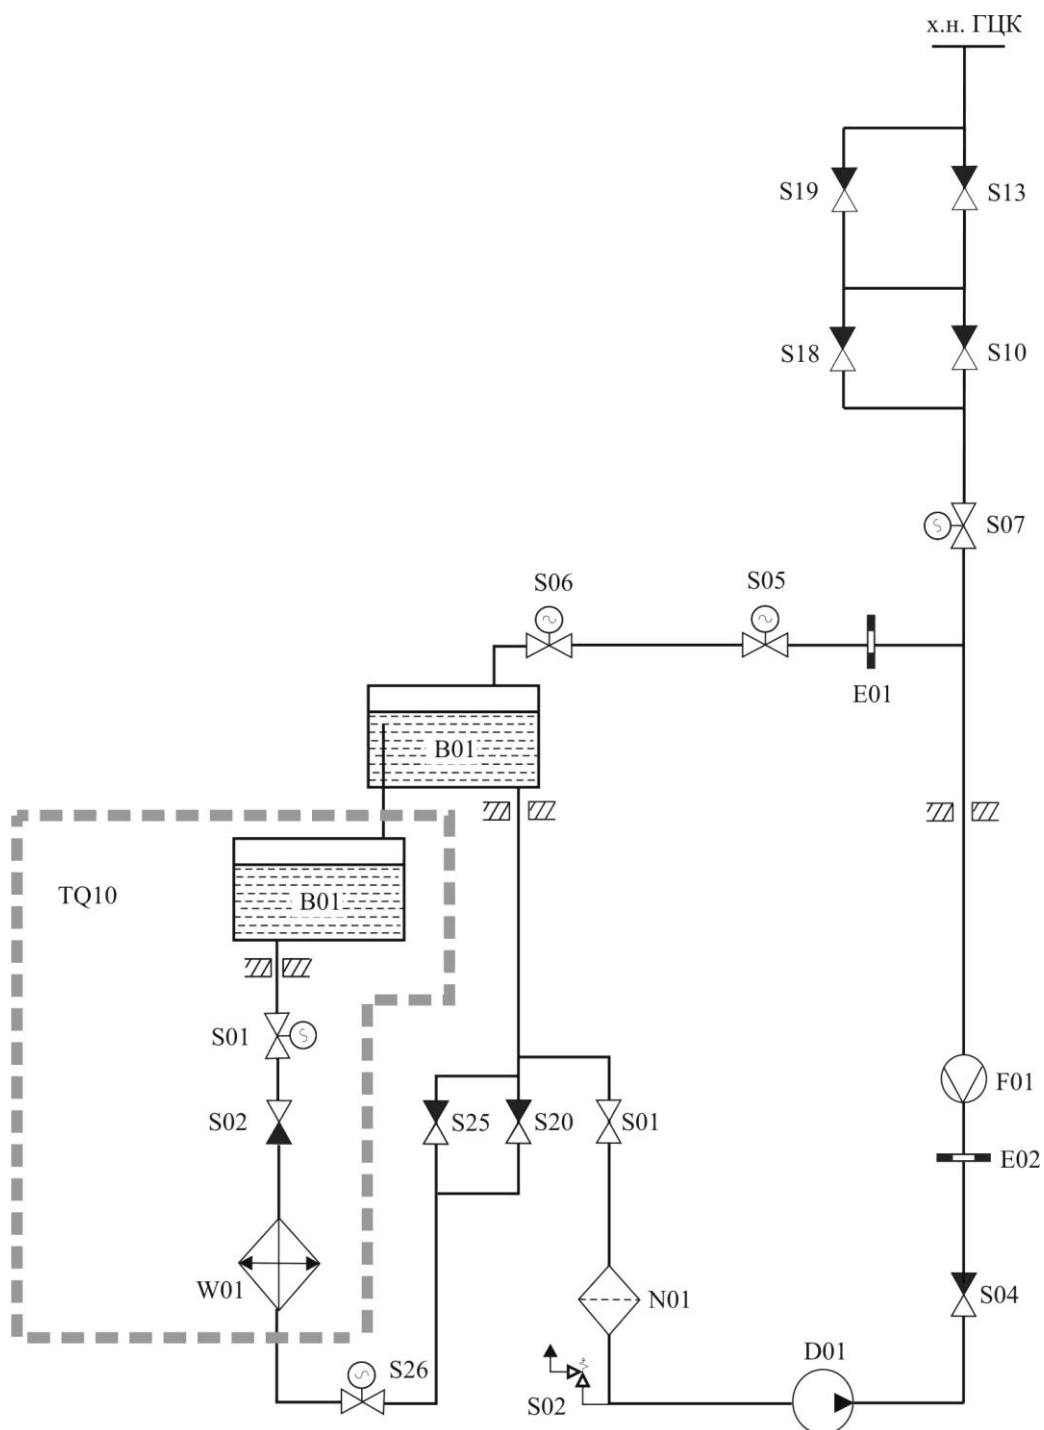 х.н. ГЦК
S19
S13
S18
S10
S07
S06
S05
E01
B01
TQ10
B01
S01
F01
S02
S25
S20
S01
E02
W01
N01
S04
S26
S02
D01